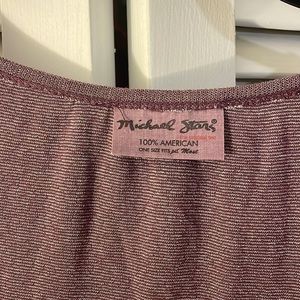 Michael Stars
100% AMERICAN
ONE SIZE FITS Most